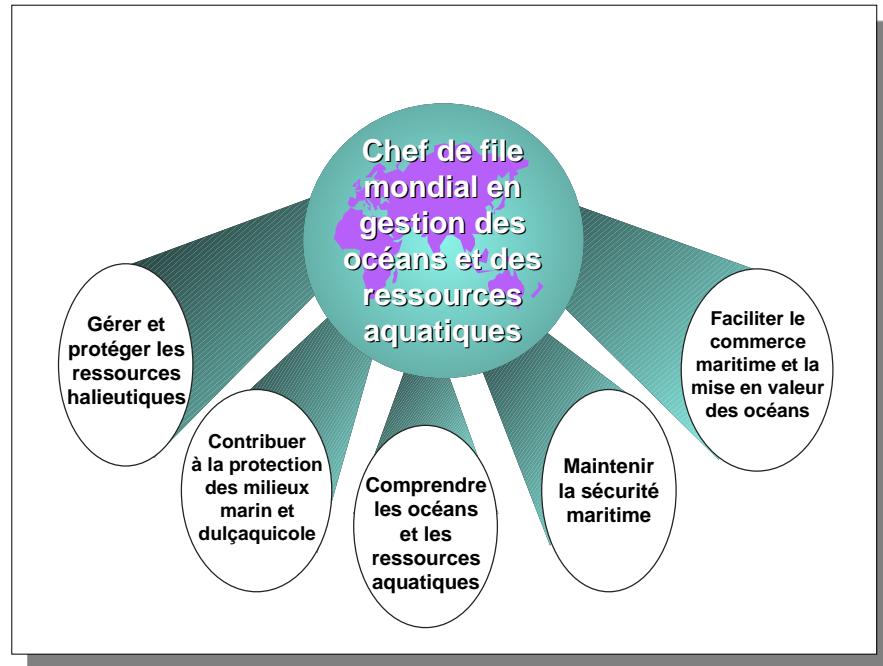 Chef de file
mondial en
gestion des
océans et des
ressources
aquatiques
Gérer et
protéger les
ressources
halieutiques
Contribuer
à la protection
des milieux
marin et
dulçaquicole
Comprendre
les océans
et les
ressources
aquatiques
Maintenir
la sécurité
maritime
Faciliter le
commerce
maritime et la
mise en valeur
des océans